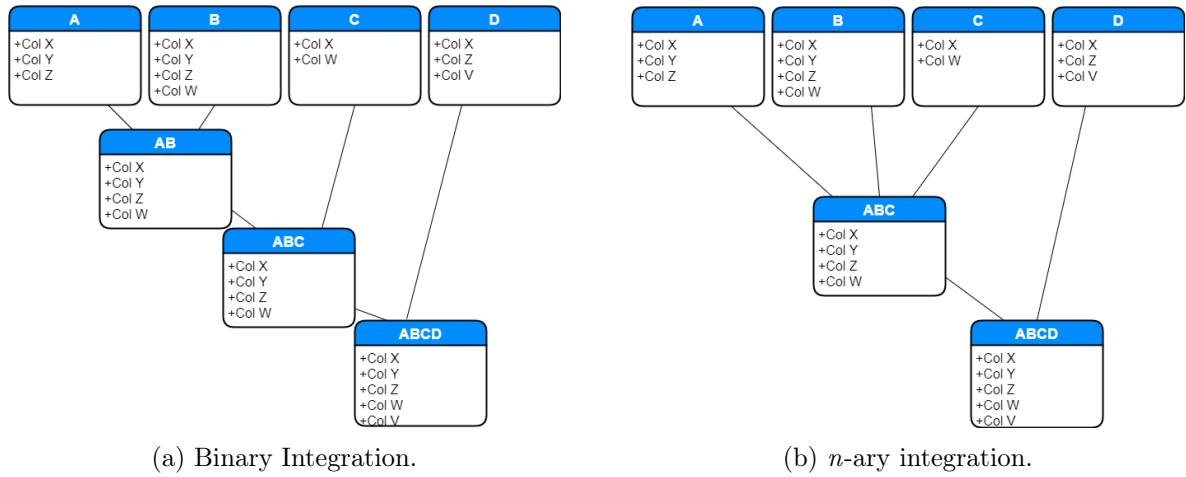 A
+Col X
+Col Y
+Col Z
B
+Col X
+Col Y
+Col Z
+Col W
C
+Col X
+Col W
D
+Col X
+Col Z
+Col V
AB
+Col X
+Col Y
+Col Z
+Col W
ABC
+Col X
+Col Y
+Col Z
+Col W
ABCD
+Col X
+Col Y
+Col Z
+Col W
+Col V
(a) Binary Integration.
A
+Col X
+Col Y
+Col Z
B
+Col X
+Col Y
+Col Z
+Col W
C
+Col X
+Col W
D
+Col X
+Col Z
+Col V
ABC
+Col X
+Col Y
+Col Z
+Col W
ABCD
+Col X
+Col Y
+Col Z
+Col W
+Col V
(b) n-ary integration.